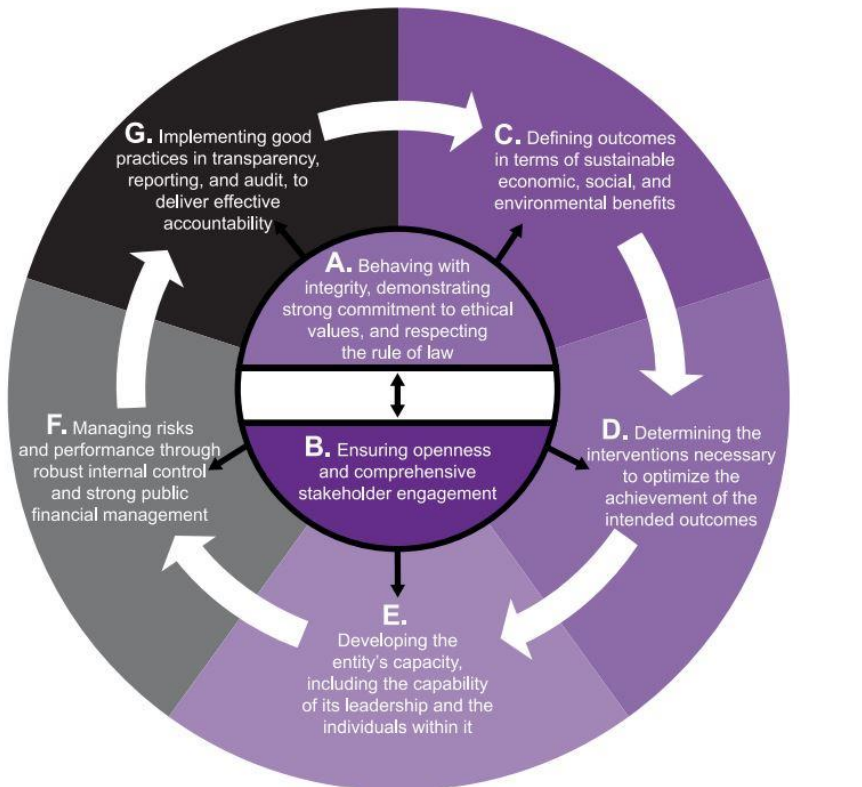 G. Implementing good
practices in transparency,
reporting, and audit, to
deliver effective
accountability
C. Defining outcomes
in terms of sustainable
economic, social, and
environmental benefits
A. Behaving with
integrity, demonstrating
strong commitment to ethical
values, and respecting
the rule of law
F. Managing risks
and performance through
robust internal control
and strong public
financial management
B. Ensuring openness
and comprehensive
stakeholder engagement
D. Determining the
interventions necessary
to optimize the
achievement of the
intended outcomes
E.
Developing the
entity’s capacity,
including the capability
of its leadership and the
individuals within it